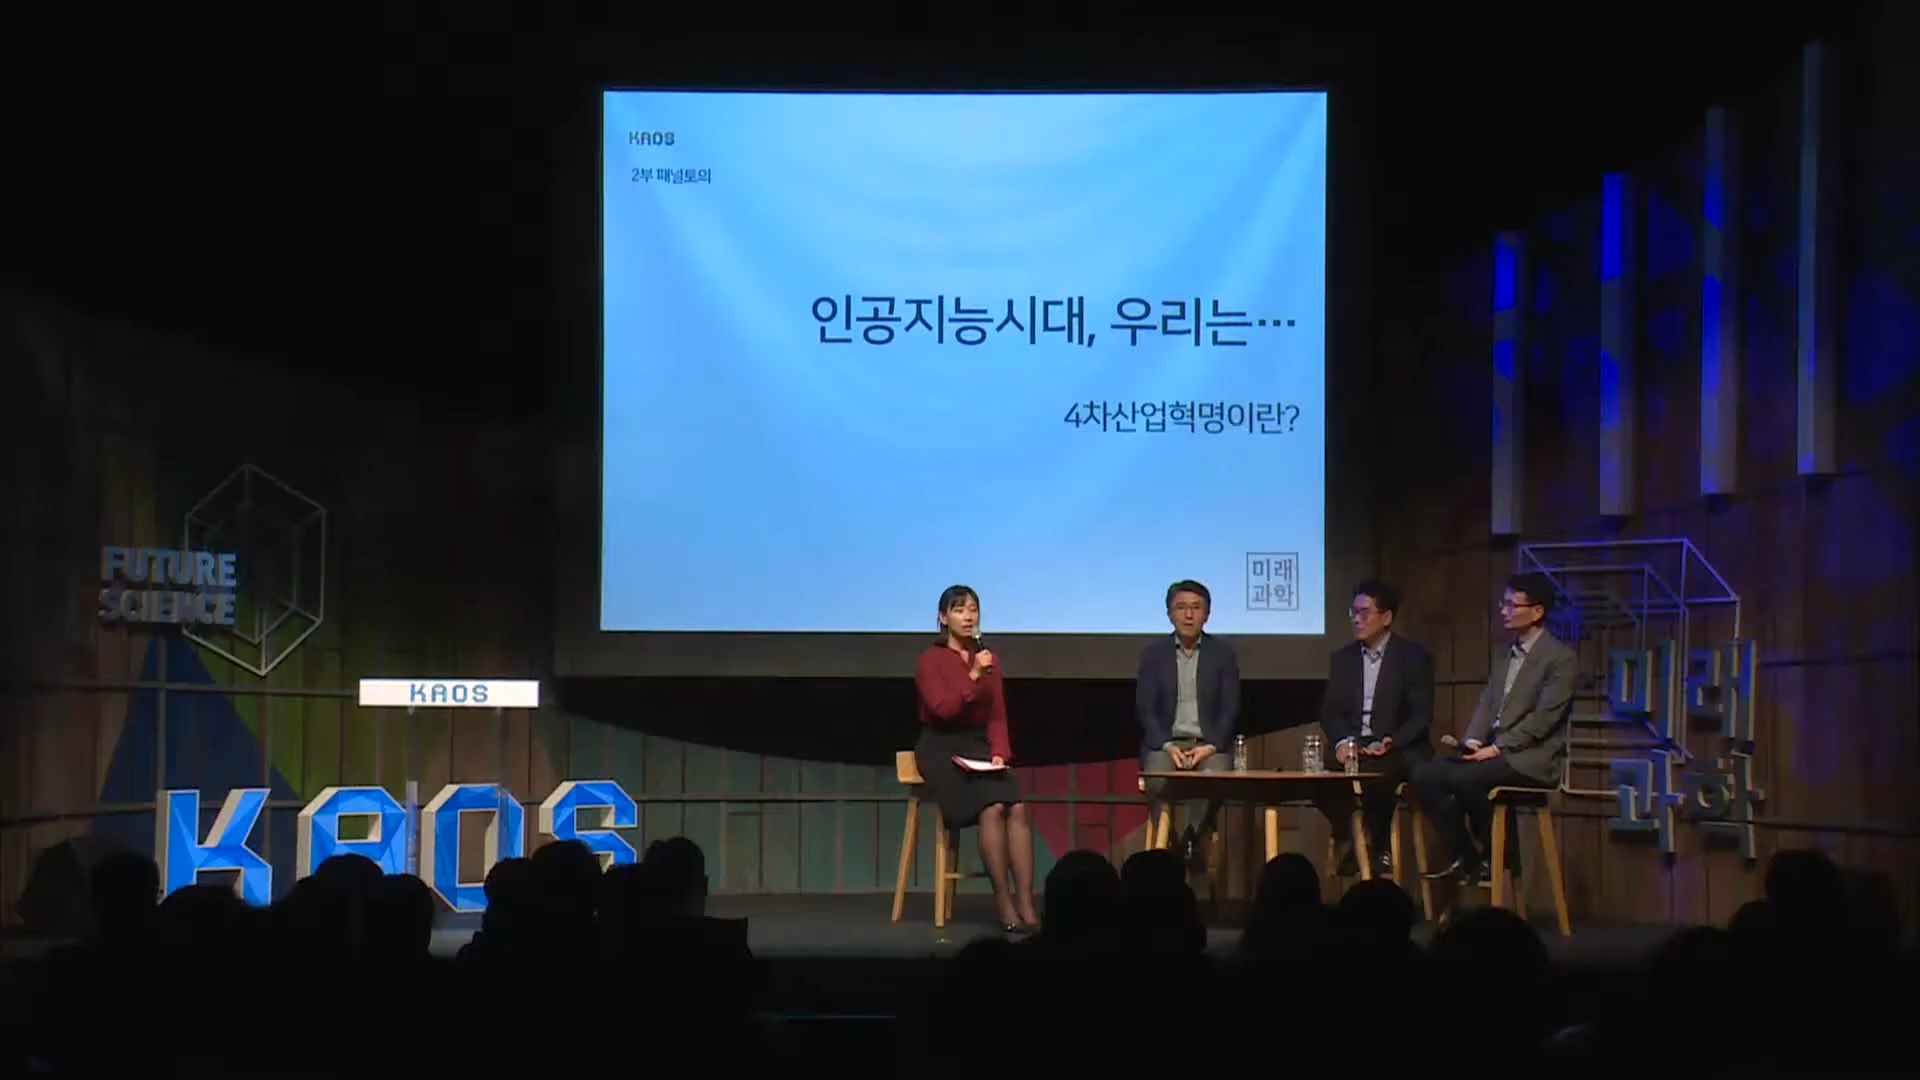 KAOS
2부 패널토의
인공지능시대, 우리는···
4차산업혁명이란?
미래
과학
FUTURE
SCIENCE
KAOS
KAOS
미래
과학